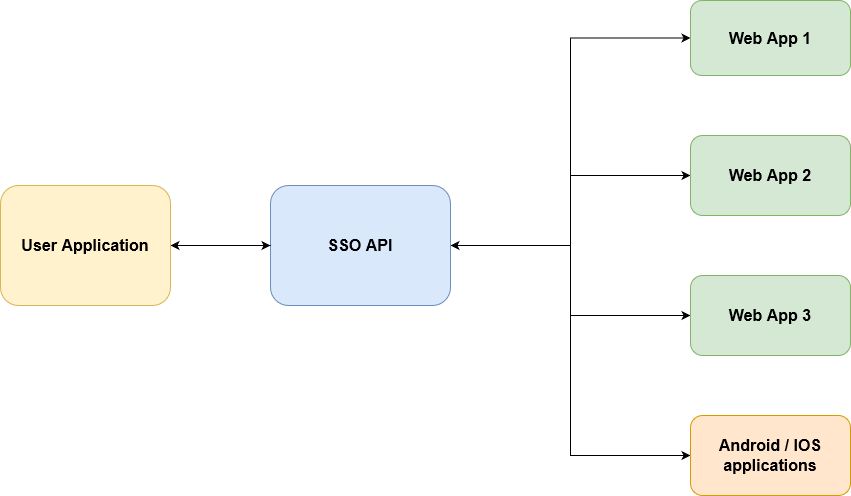 Web App 1
Web App 2
User Application
SSO API
Web App 3
Android / IOS
applications